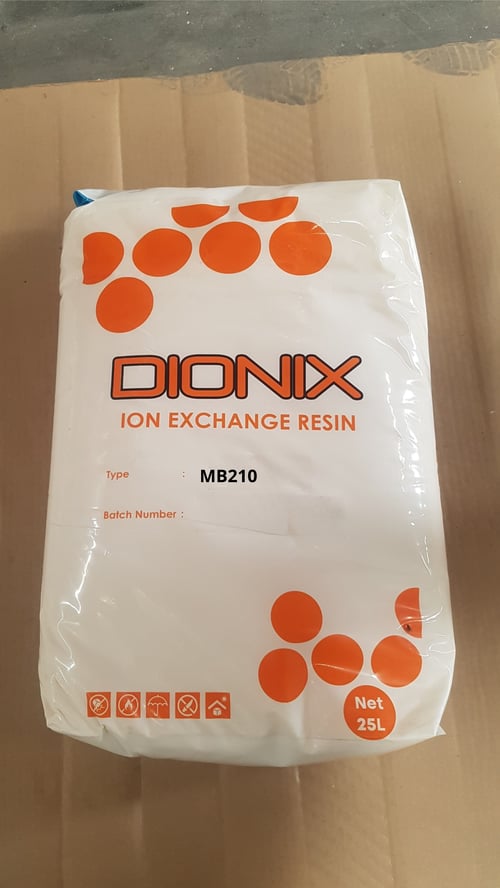 DIONIX
ION EXCHANGE RESIN
Type : MB210
Batch Number :
Net
25L